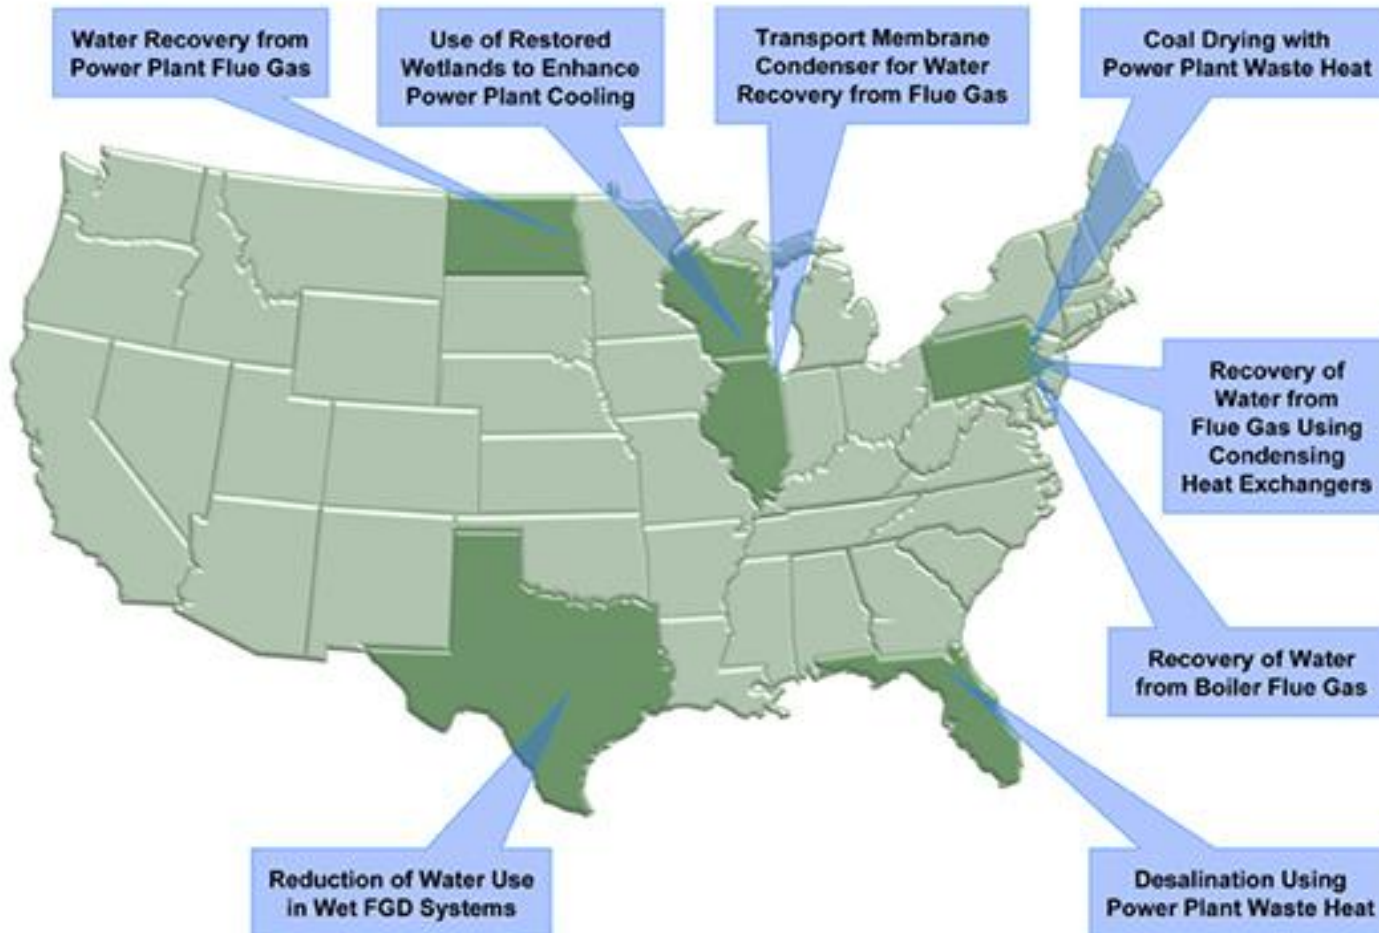 Water Recovery from
Power Plant Flue Gas
Use of Restored
Wetlands to Enhance
Power Plant Cooling
Transport Membrane
Condenser for Water
Recovery from Flue Gas
Coal Drying with
Power Plant Waste Heat
Recovery of
Water from
Flue Gas Using
Condensing
Heat Exchangers
Recovery of Water
from Boiler Flue Gas
Reduction of Water Use
in Wet FGD Systems
Desalination Using
Power Plant Waste Heat